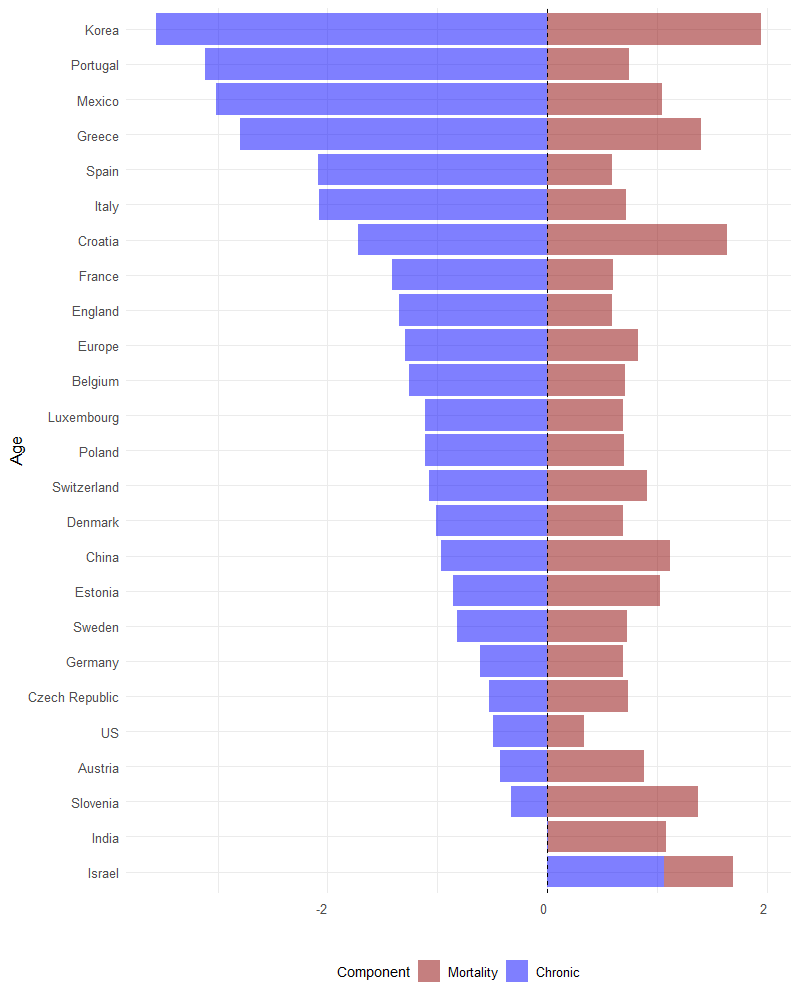 Korea
Portugal
Mexico
Greece
Spain
Italy
Croatia
France
England
Europe
Belgium
Luxembourg
Poland
Switzerland
Denmark
China
Estonia
Sweden
Germany
Czech Republic
US
Austria
Slovenia
India
Israel
Age
-2 0 2
Component Mortality Chronic